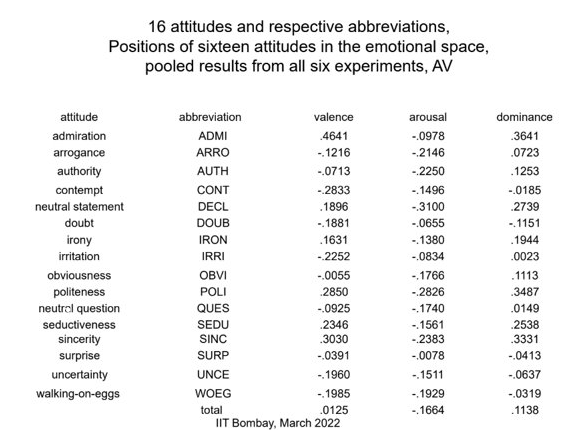 16 attitudes and respective abbreviations,
Positions of sixteen attitudes in the emotional space,
pooled results from all six experiments, AV
attitude abbreviation valence arousal dominance
admiration ADMI .4641 -.0978 .3641
arrogance ARRO -.1216 -.2146 .0723
authority AUTH -.0713 -.2250 .1253
contempt CONT -.2833 -.1496 -.0185
neutral statement DECL .1896 -.3100 .2739
doubt DOUB -.1881 -.0655 -.1151
irony IRON .1631 -.1380 .1944
irritation IRRI -.2252 -.0834 .0023
obviousness OBVI -.0055 -.1766 .1113
politeness POLI .2850 -.2826 .3487
neutral question QUES -.0925 -.1740 .0149
seductiveness SEDU .2346 -.1561 .2538
sincerity SINC .3030 -.2383 .3331
surprise SURP -.0391 -.0078 -.0413
uncertainty UNCE -.1960 -.1511 -.0637
walking-on-eggs WOEG -.1985 -.1929 -.0319
total .0125 -.1664 .1138
IIT Bombay, March 2022